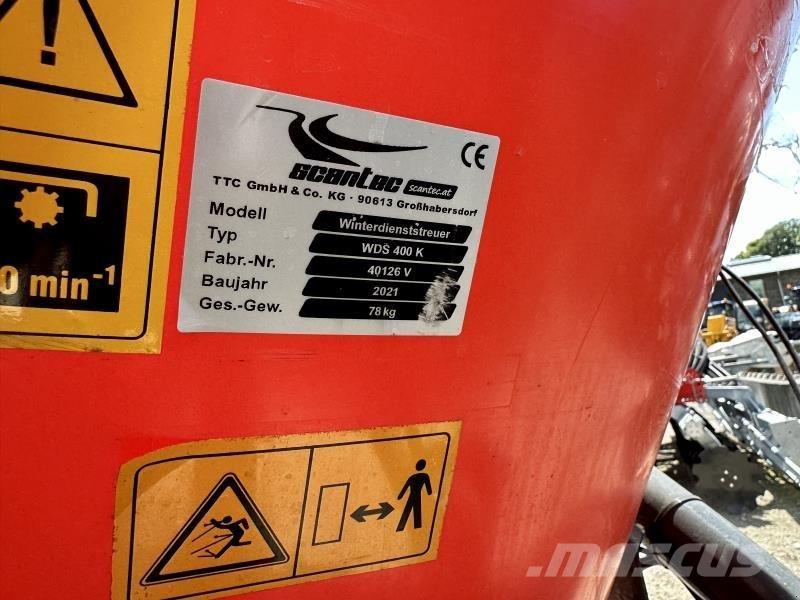 scantec scantec.at CE
TTC GmbH & Co. KG · 90613 Großhabersdorf
Modell Winterdienststreuer
Typ WDS 400 K
Fabr.-Nr. 40126 V
Baujahr 2021
Ges.-Gew. 78 kg
0 min-1
mascus